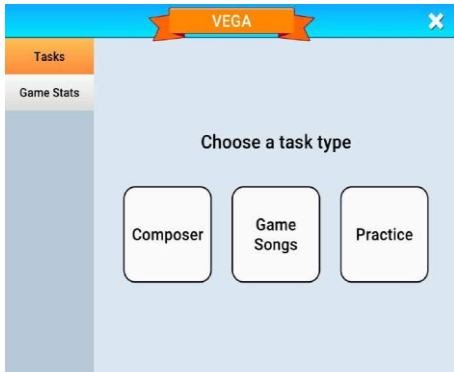 VEGA
Tasks
Game Stats
Choose a task type
Composer
Game
Songs
Practice